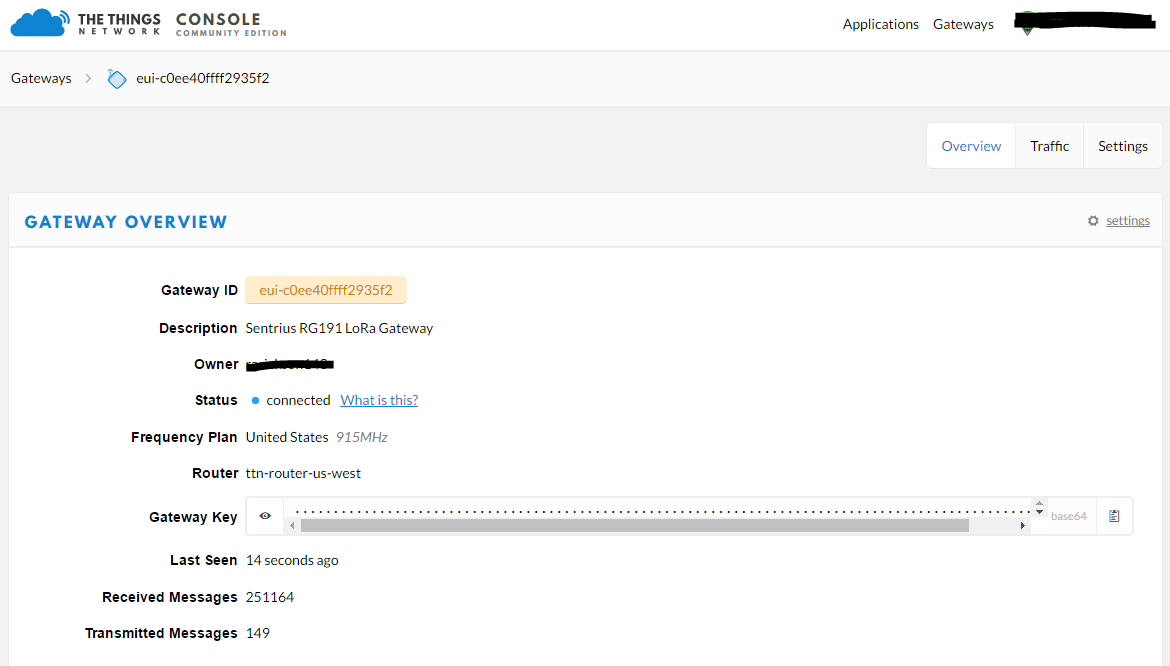 THE THINGS NETWORK CONSOLE COMMUNITY EDITION
Applications Gateways
Gateways eui-c0ee40ffff2935f2
Overview Traffic Settings
GATEWAY OVERVIEW settings
Gateway ID eui-c0ee40ffff2935f2
Description Sentrius RG191 LoRa Gateway
Owner
Status connected What is this?
Frequency Plan United States 915MHz
Router ttn-router-us-west
Gateway Key base64
Last Seen 14 seconds ago
Received Messages 251164
Transmitted Messages 149